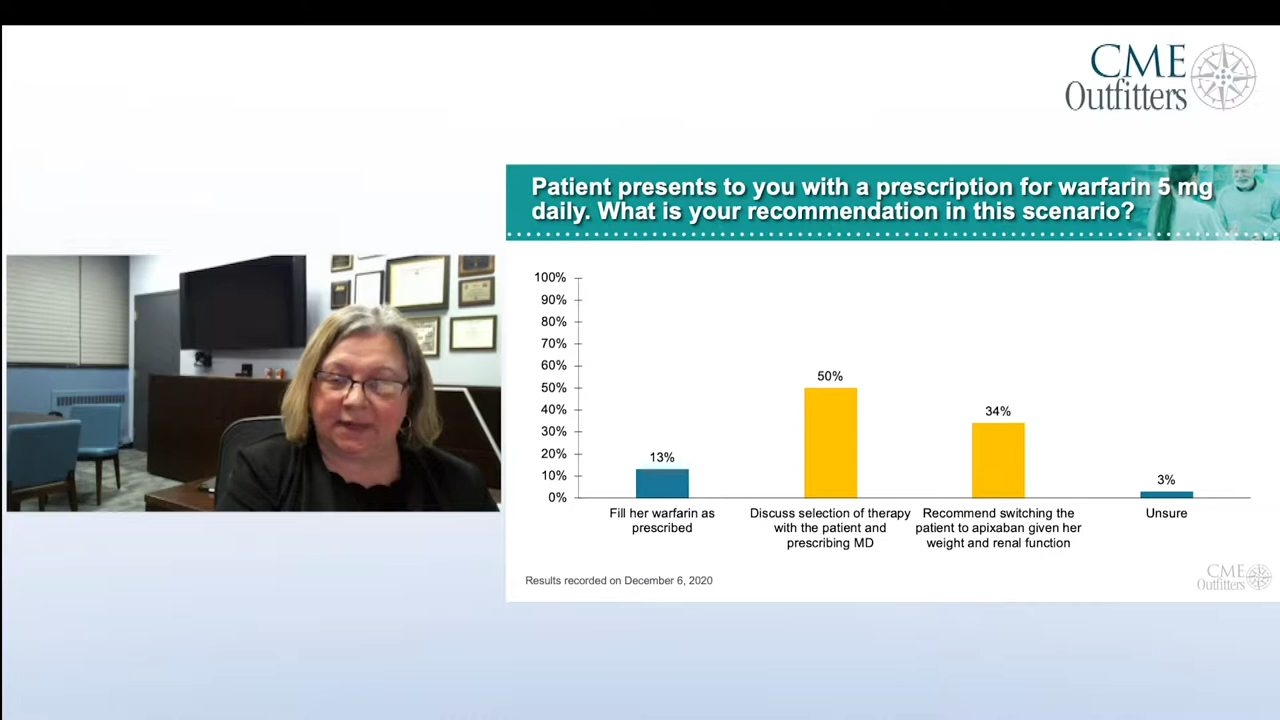 CME
Outfitters
Patient presents to you with a prescription for warfarin 5 mg
daily. What is your recommendation in this scenario?
100%
90%
80%
70%
60%
50%
40%
30%
20%
10%
0%
13%
50%
34%
3%
Fill her warfarin as
prescribed
Discuss selection of therapy
with the patient and
prescribing MD
Recommend switching the
patient to apixaban given her
weight and renal function
Unsure
Results recorded on December 6, 2020
CME
Outfitters